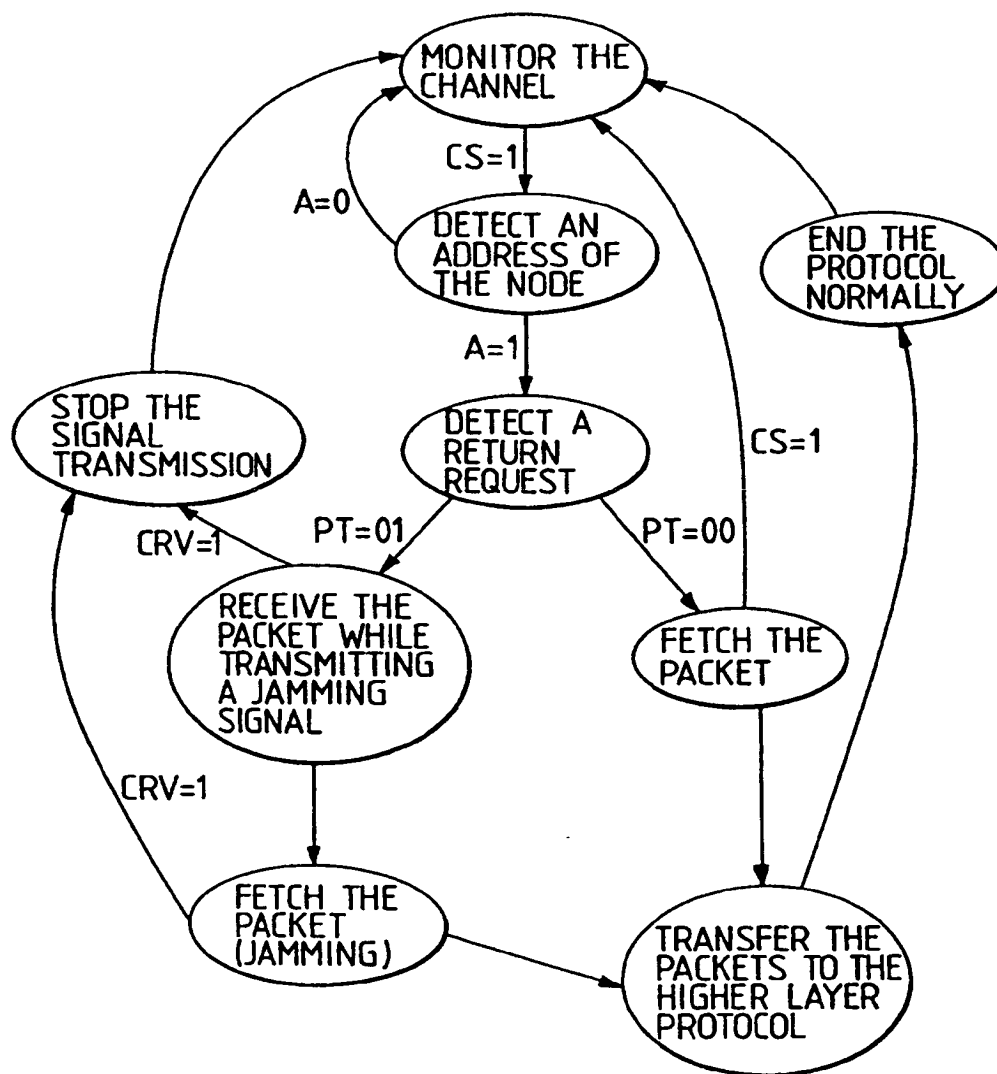 MONITOR THE
CHANNEL
CS=1
A=0
DETECT AN
ADDRESS OF
THE NODE
END THE
PROTOCOL
NORMALLY
A=1
STOP THE
SIGNAL
TRANSMISSION
DETECT A
RETURN
REQUEST
CS=1
CRV=1
PT=01
PT=00
RECEIVE THE
PACKET WHILE
TRANSMITTING
A JAMMING
SIGNAL
FETCH THE
PACKET
CRV=1
FETCH THE
PACKET
(JAMMING)
TRANSFER THE
PACKETS TO THE
HIGHER LAYER
PROTOCOL